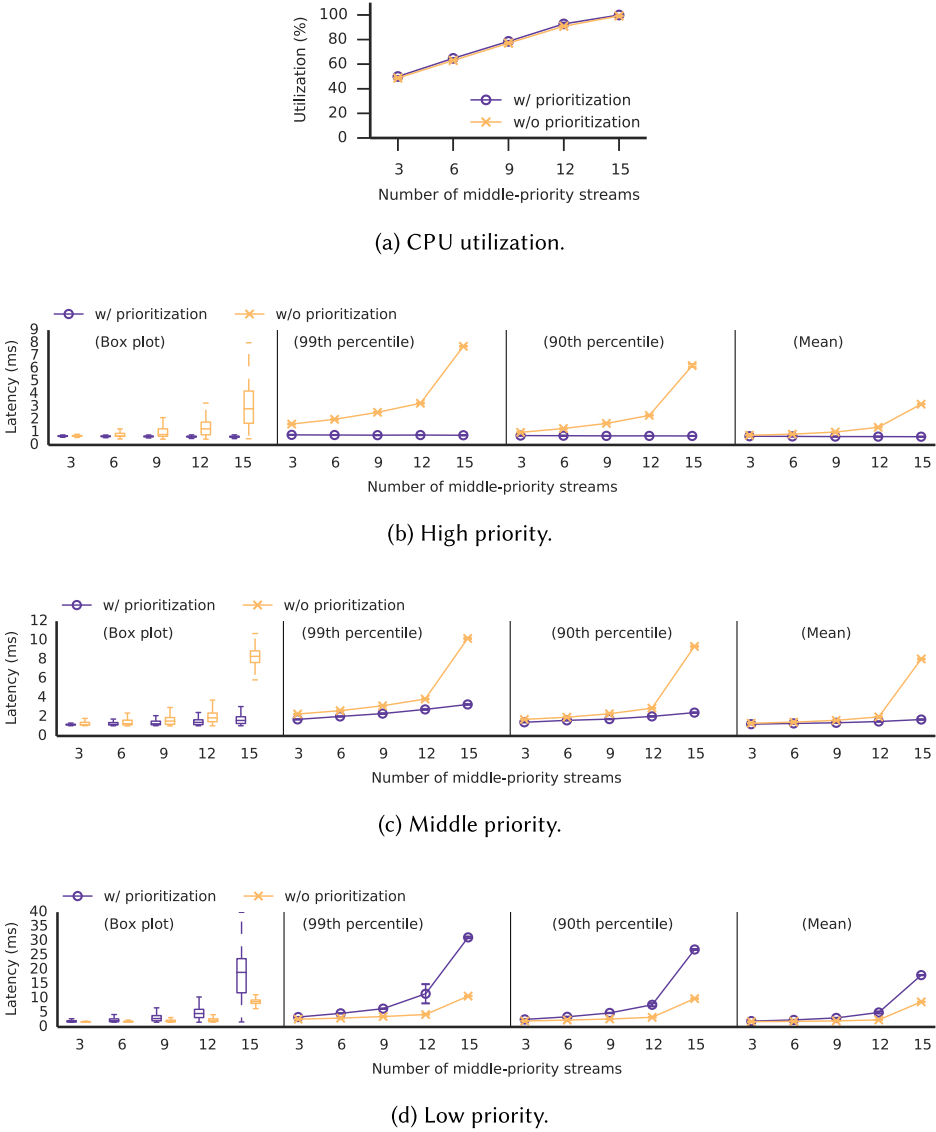 100
80
60
40
20
0
Utilization (%)
w/ prioritization
w/o prioritization
3 6 9 12 15
Number of middle-priority streams
(a) CPU utilization.
w/ prioritization w/o prioritization
(Box plot) (99th percentile) (90th percentile) (Mean)
9
8
7
6
5
4
3
2
1
0
Latency (ms)
3 6 9 12 15 3 6 9 12 15 3 6 9 12 15 3 6 9 12 15
Number of middle-priority streams
(b) High priority.
w/ prioritization w/o prioritization
(Box plot) (99th percentile) (90th percentile) (Mean)
12
10
8
6
4
2
0
Latency (ms)
3 6 9 12 15 3 6 9 12 15 3 6 9 12 15 3 6 9 12 15
Number of middle-priority streams
(c) Middle priority.
w/ prioritization w/o prioritization
(Box plot) (99th percentile) (90th percentile) (Mean)
40
35
30
25
20
15
10
5
0
Latency (ms)
3 6 9 12 15 3 6 9 12 15 3 6 9 12 15 3 6 9 12 15
Number of middle-priority streams
(d) Low priority.